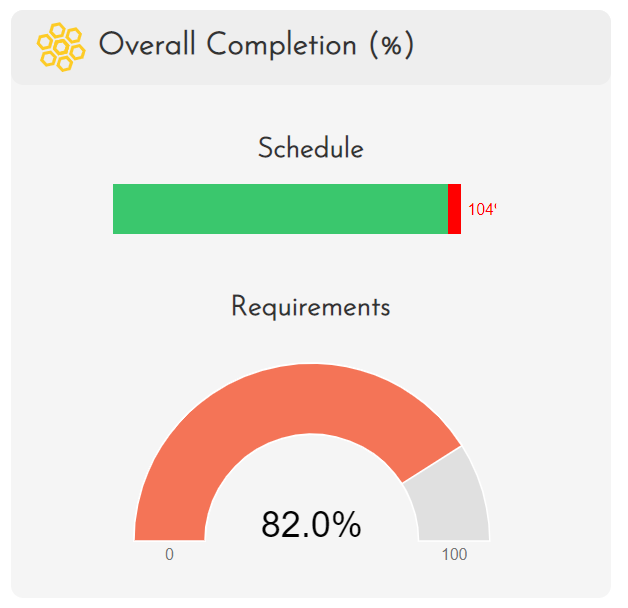 Overall Completion (%)
Schedule
104
Requirements
82.0%
0
100